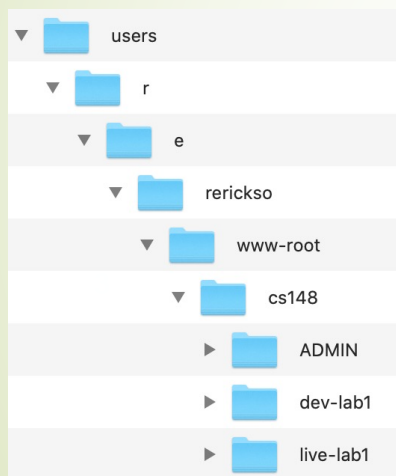 users
r
e
rerickso
www-root
cs148
ADMIN
dev-lab1
live-lab1